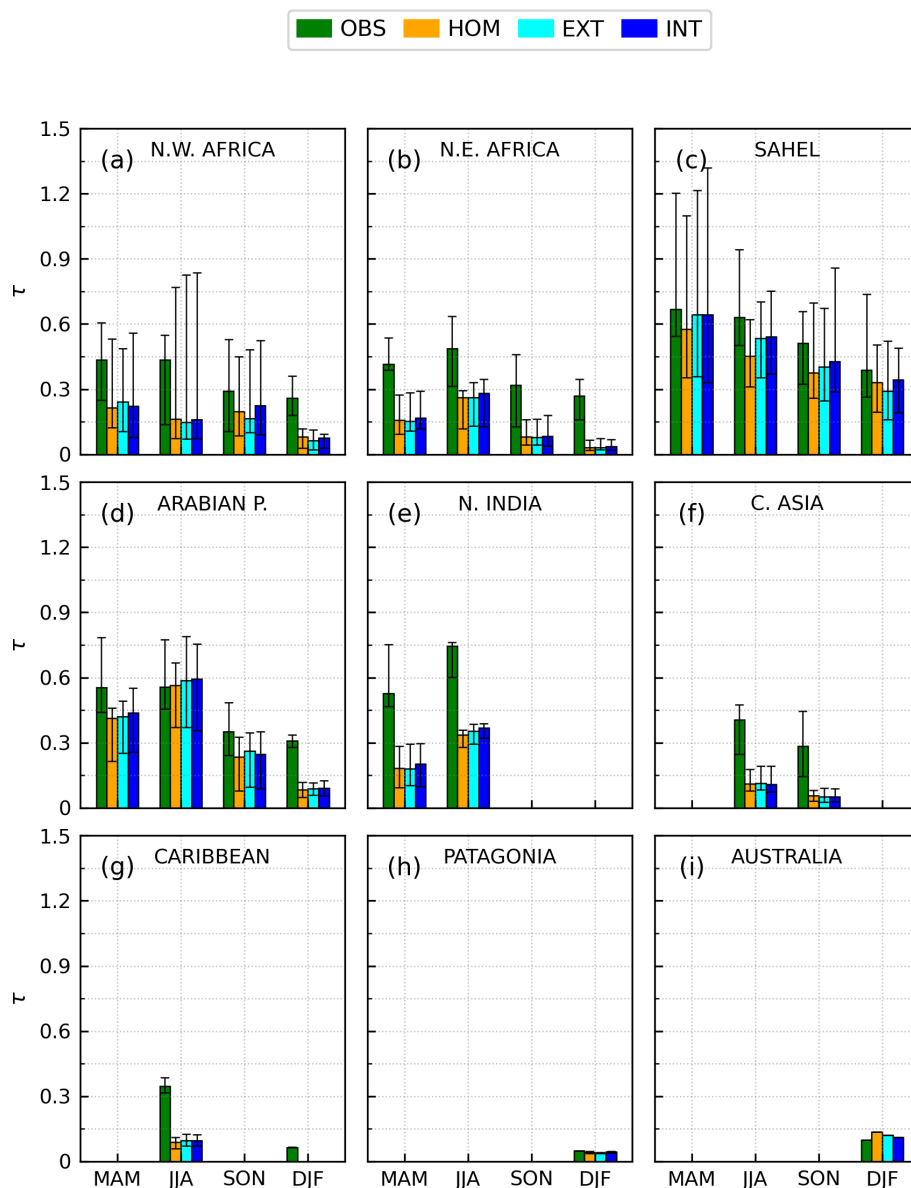 OBS HOM EXT INT
(a) N.W. AFRICA (b) N.E. AFRICA (c) SAHEL
1.5
1.2
0.9
τ
0.6
0.3
0
(d) ARABIAN P. (e) N. INDIA (f) C. ASIA
1.5
1.2
0.9
τ
0.6
0.3
0
(g) CARIBBEAN (h) PATAGONIA (i) AUSTRALIA
1.5
1.2
0.9
τ
0.6
0.3
0
MAM JJA SON DJF MAM JJA SON DJF MAM JJA SON DJF